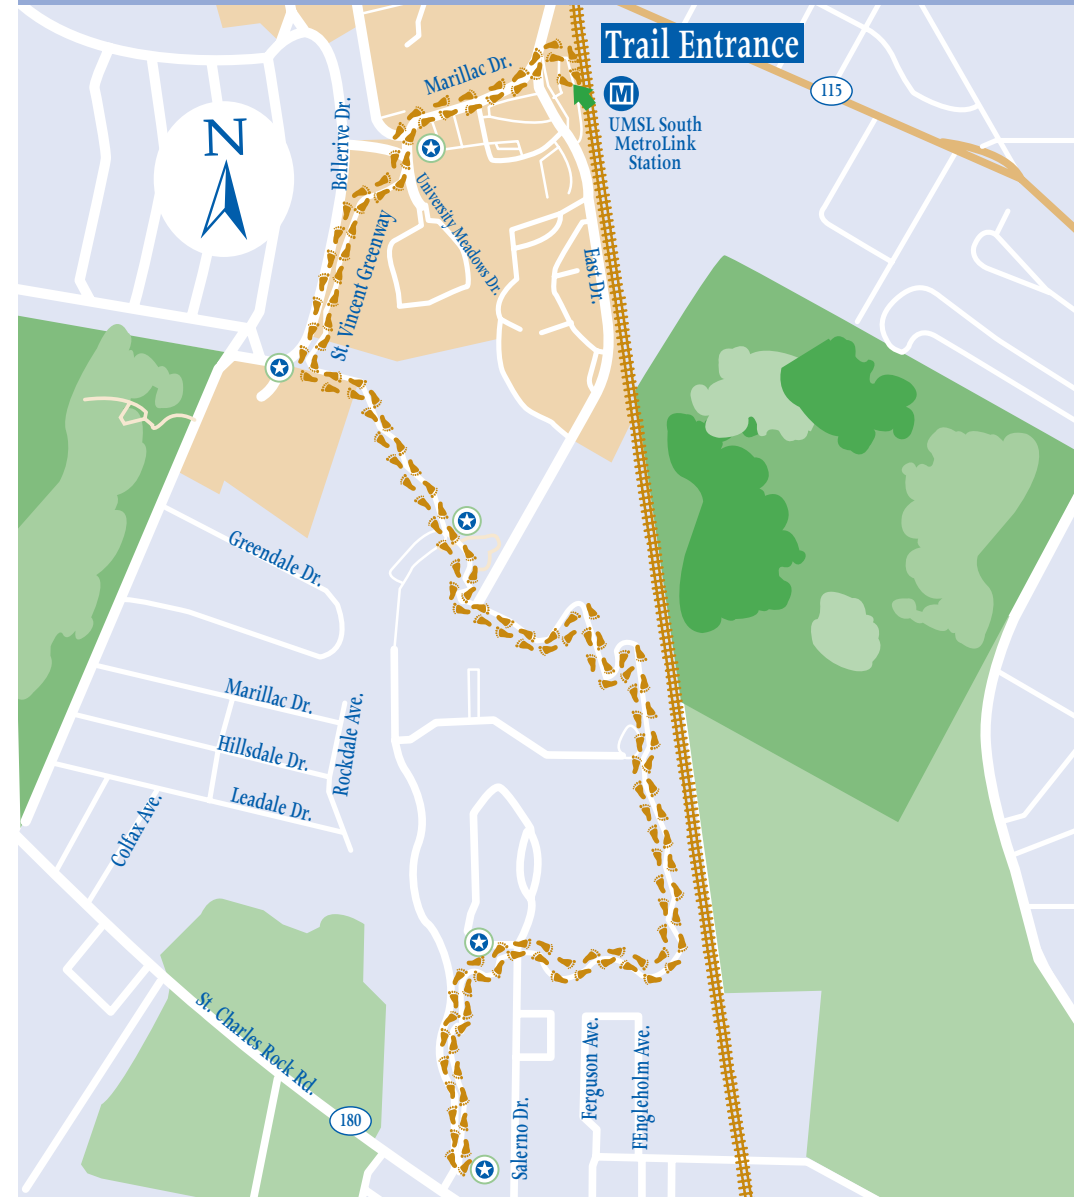 Trail Entrance
M
UMSL South
MetroLink
Station
115
Marillac Dr.
Bellerive Dr.
N
University Meadows Dr.
St. Vincent Greenway
East Dr.
Greendale Dr.
Marillac Dr.
Rockdale Ave.
Hillsdale Dr.
Leadale Dr.
Colfax Ave.
St. Charles Rock Rd.
180
Salerno Dr.
Ferguson Ave.
FEngleholm Ave.